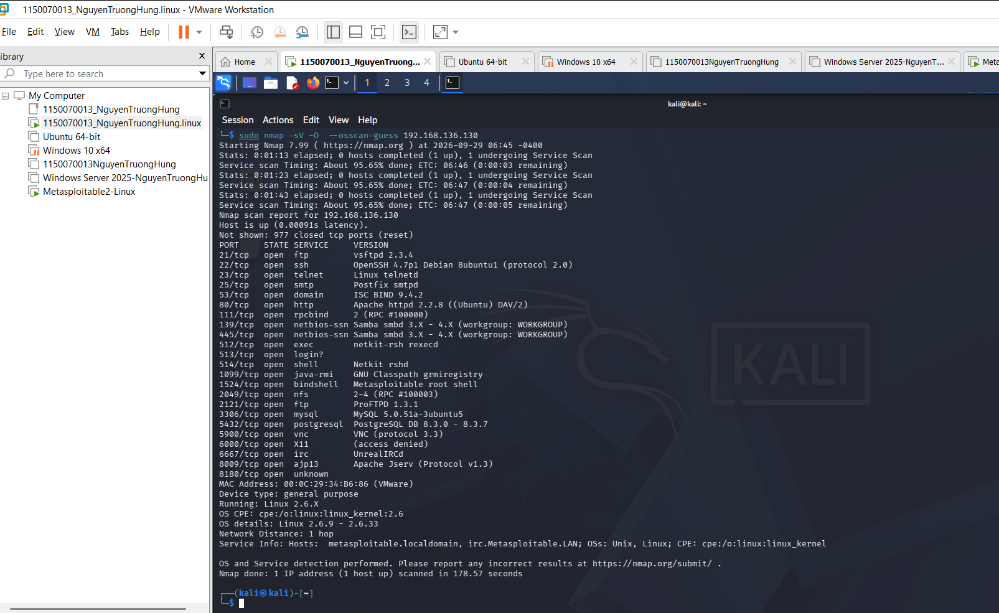 1150070013_NguyenTruongHung.linux - VMware Workstation
File Edit View VM Tabs Help
ibrary
Type here to search
My Computer
1150070013_NguyenTruongHung
1150070013_NguyenTruongHung.linux
Ubuntu 64-bit
Windows 10 x64
1150070013NguyenTruongHung
Windows Server 2025-NguyenTruongHu
Metasploitable2-Linux
Home 1150070013_NguyenTruong... Ubuntu 64-bit Windows 10 x64 1150070013NguyenTruongHung Windows Server 2025-NguyenT... Meta
1 2 3 4
kali@kali: ~
Session Actions Edit View Help
└─$ sudo nmap -sV -O  --osscan-guess 192.168.136.130
Starting Nmap 7.99 ( https://nmap.org ) at 2026-09-29 06:45 -0400
Stats: 0:01:13 elapsed; 0 hosts completed (1 up), 1 undergoing Service Scan
Service scan Timing: About 95.65% done; ETC: 06:46 (0:00:03 remaining)
Stats: 0:01:23 elapsed; 0 hosts completed (1 up), 1 undergoing Service Scan
Service scan Timing: About 95.65% done; ETC: 06:47 (0:00:04 remaining)
Stats: 0:01:43 elapsed; 0 hosts completed (1 up), 1 undergoing Service Scan
Service scan Timing: About 95.65% done; ETC: 06:47 (0:00:05 remaining)
Nmap scan report for 192.168.136.130
Host is up (0.00091s latency).
Not shown: 977 closed tcp ports (reset)
PORT     STATE SERVICE     VERSION
21/tcp   open  ftp         vsftpd 2.3.4
22/tcp   open  ssh         OpenSSH 4.7p1 Debian 8ubuntu1 (protocol 2.0)
23/tcp   open  telnet      Linux telnetd
25/tcp   open  smtp        Postfix smtpd
53/tcp   open  domain      ISC BIND 9.4.2
80/tcp   open  http        Apache httpd 2.2.8 ((Ubuntu) DAV/2)
111/tcp  open  rpcbind     2 (RPC #100000)
139/tcp  open  netbios-ssn Samba smbd 3.X - 4.X (workgroup: WORKGROUP)
445/tcp  open  netbios-ssn Samba smbd 3.X - 4.X (workgroup: WORKGROUP)
512/tcp  open  exec        netkit-rsh rexecd
513/tcp  open  login?
514/tcp  open  shell       Netkit rshd
1099/tcp open  java-rmi    GNU Classpath grmiregistry
1524/tcp open  bindshell   Metasploitable root shell
2049/tcp open  nfs         2-4 (RPC #100003)
2121/tcp open  ftp         ProFTPD 1.3.1
3306/tcp open  mysql       MySQL 5.0.51a-3ubuntu5
5432/tcp open  postgresql  PostgreSQL DB 8.3.0 - 8.3.7
5900/tcp open  vnc         VNC (protocol 3.3)
6000/tcp open  X11         (access denied)
6667/tcp open  irc         UnrealIRCd
8009/tcp open  ajp13       Apache Jserv (Protocol v1.3)
8180/tcp open  unknown
MAC Address: 00:0C:29:34:B6:86 (VMware)
Device type: general purpose
Running: Linux 2.6.X
OS CPE: cpe:/o:linux:linux_kernel:2.6
OS details: Linux 2.6.9 - 2.6.33
Network Distance: 1 hop
Service Info: Hosts:  metasploitable.localdomain, irc.Metasploitable.LAN; OSs: Unix, Linux; CPE: cpe:/o:linux:linux_kernel
OS and Service detection performed. Please report any incorrect results at https://nmap.org/submit/ .
Nmap done: 1 IP address (1 host up) scanned in 178.57 seconds
┌──(kali㉿kali)-[~]
└─$
KALI